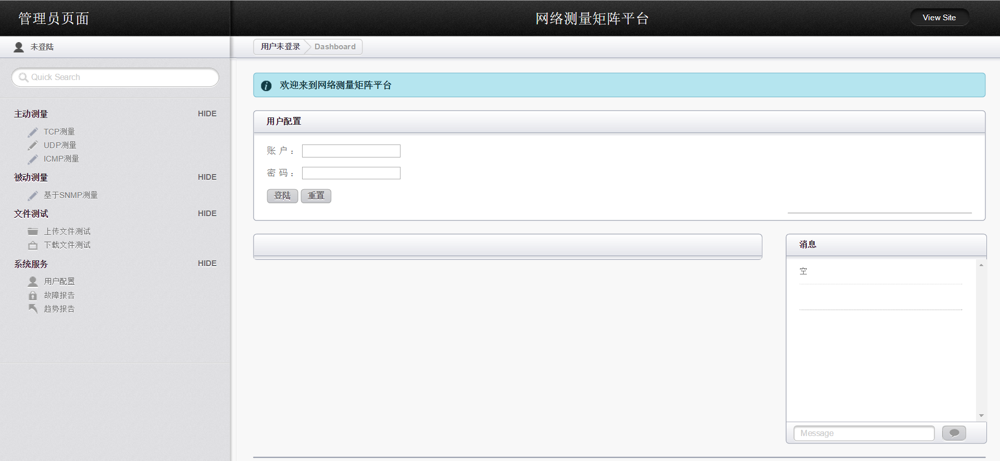 管理员页面
网络测量矩阵平台
View Site
未登陆
用户未登录
Dashboard
Quick Search
欢迎来到网络测量矩阵平台
主动测量
HIDE
TCP测量
UDP测量
ICMP测量
被动测量
HIDE
基于SNMP测量
文件测试
HIDE
上传文件测试
下载文件测试
系统服务
HIDE
用户配置
故障报告
趋势报告
用户配置
账 户：
密 码：
登陆
重置
消息
空
Message